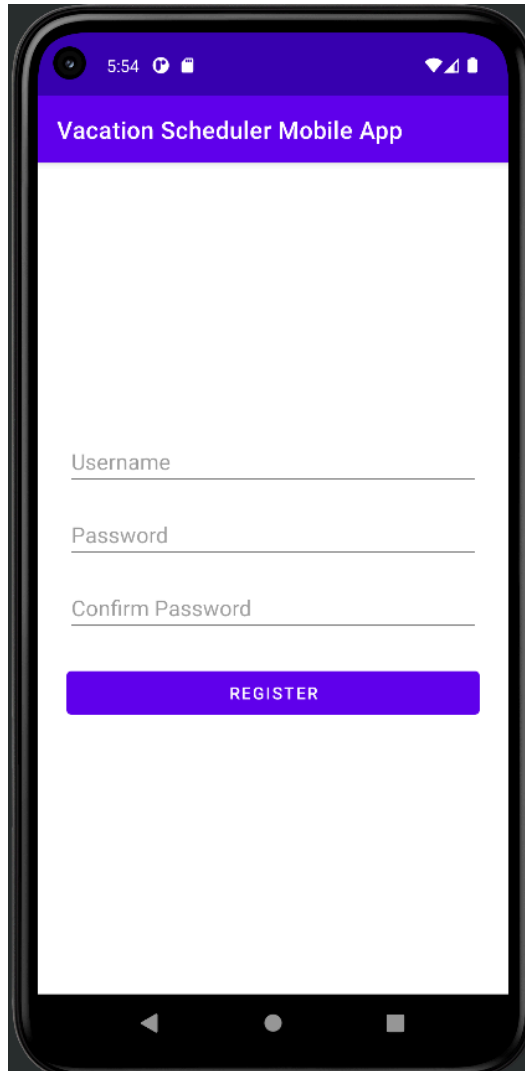 5:54
Vacation Scheduler Mobile App
Username
Password
Confirm Password
REGISTER